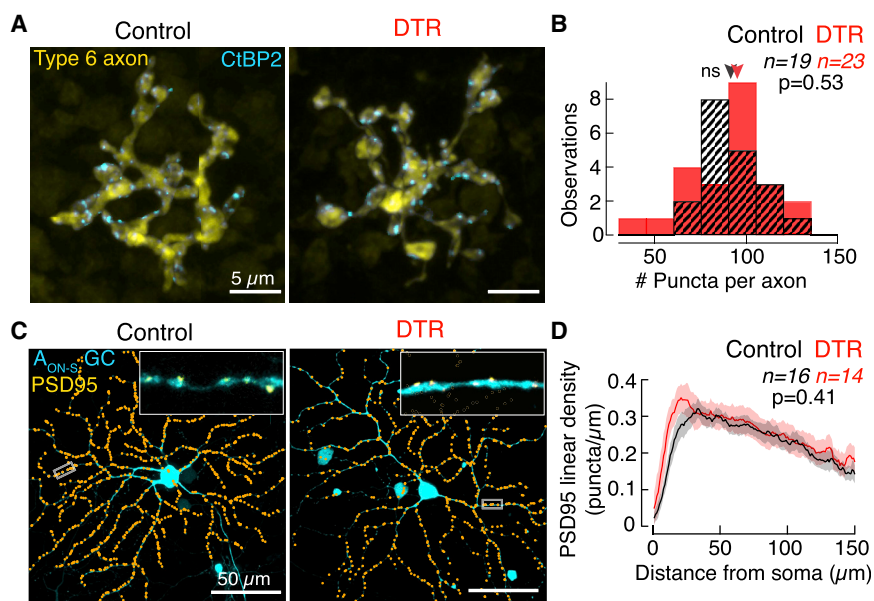 A
Control
DTR
Type 6 axon
CtBP2
5 µm
B
Control DTR
n=19 n=23
p=0.53
ns
Observations
8
6
4
2
0
50
100
150
# Puncta per axon
C
Control
DTR
AON-S GC
PSD95
50 µm
D
Control DTR
n=16 n=14
p=0.41
PSD95 linear density
(puncta/µm)
0.4
0.3
0.2
0.1
0
0
50
100
150
Distance from soma (µm)